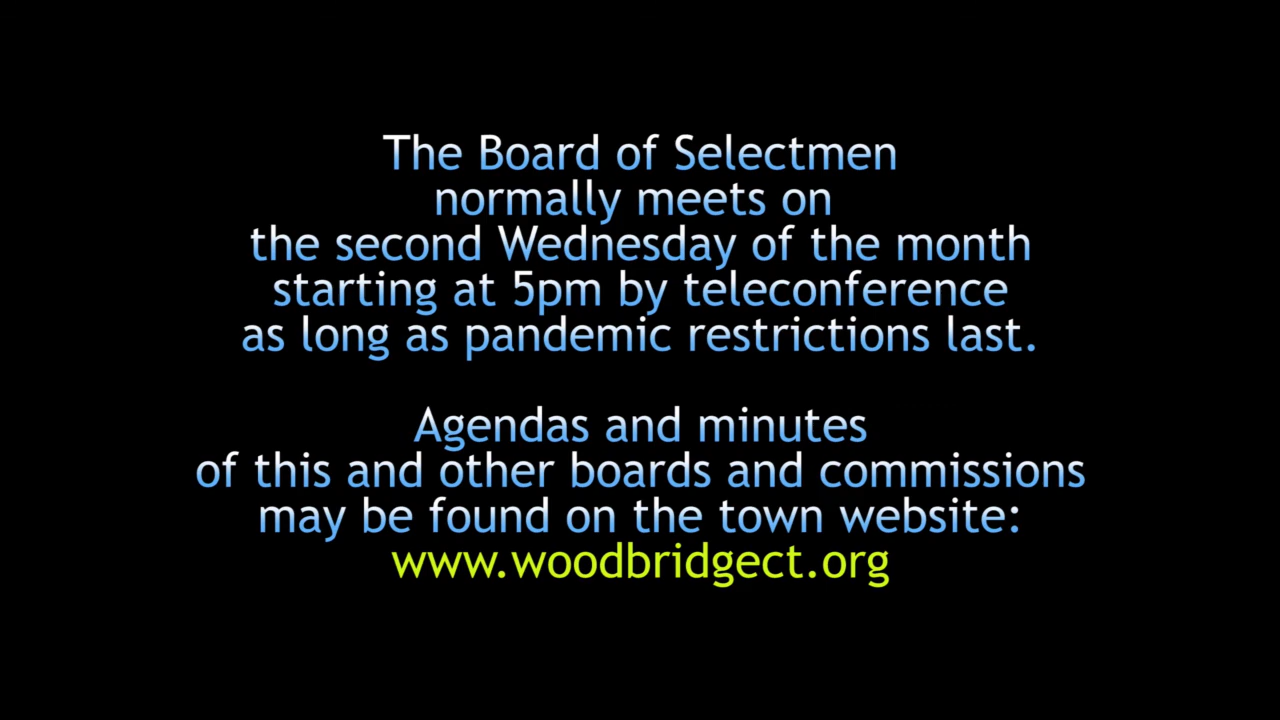 The Board of Selectmen
normally meets on
the second Wednesday of the month
starting at 5pm by teleconference
as long as pandemic restrictions last.
Agendas and minutes
of this and other boards and commissions
may be found on the town website:
www.woodbridgect.org